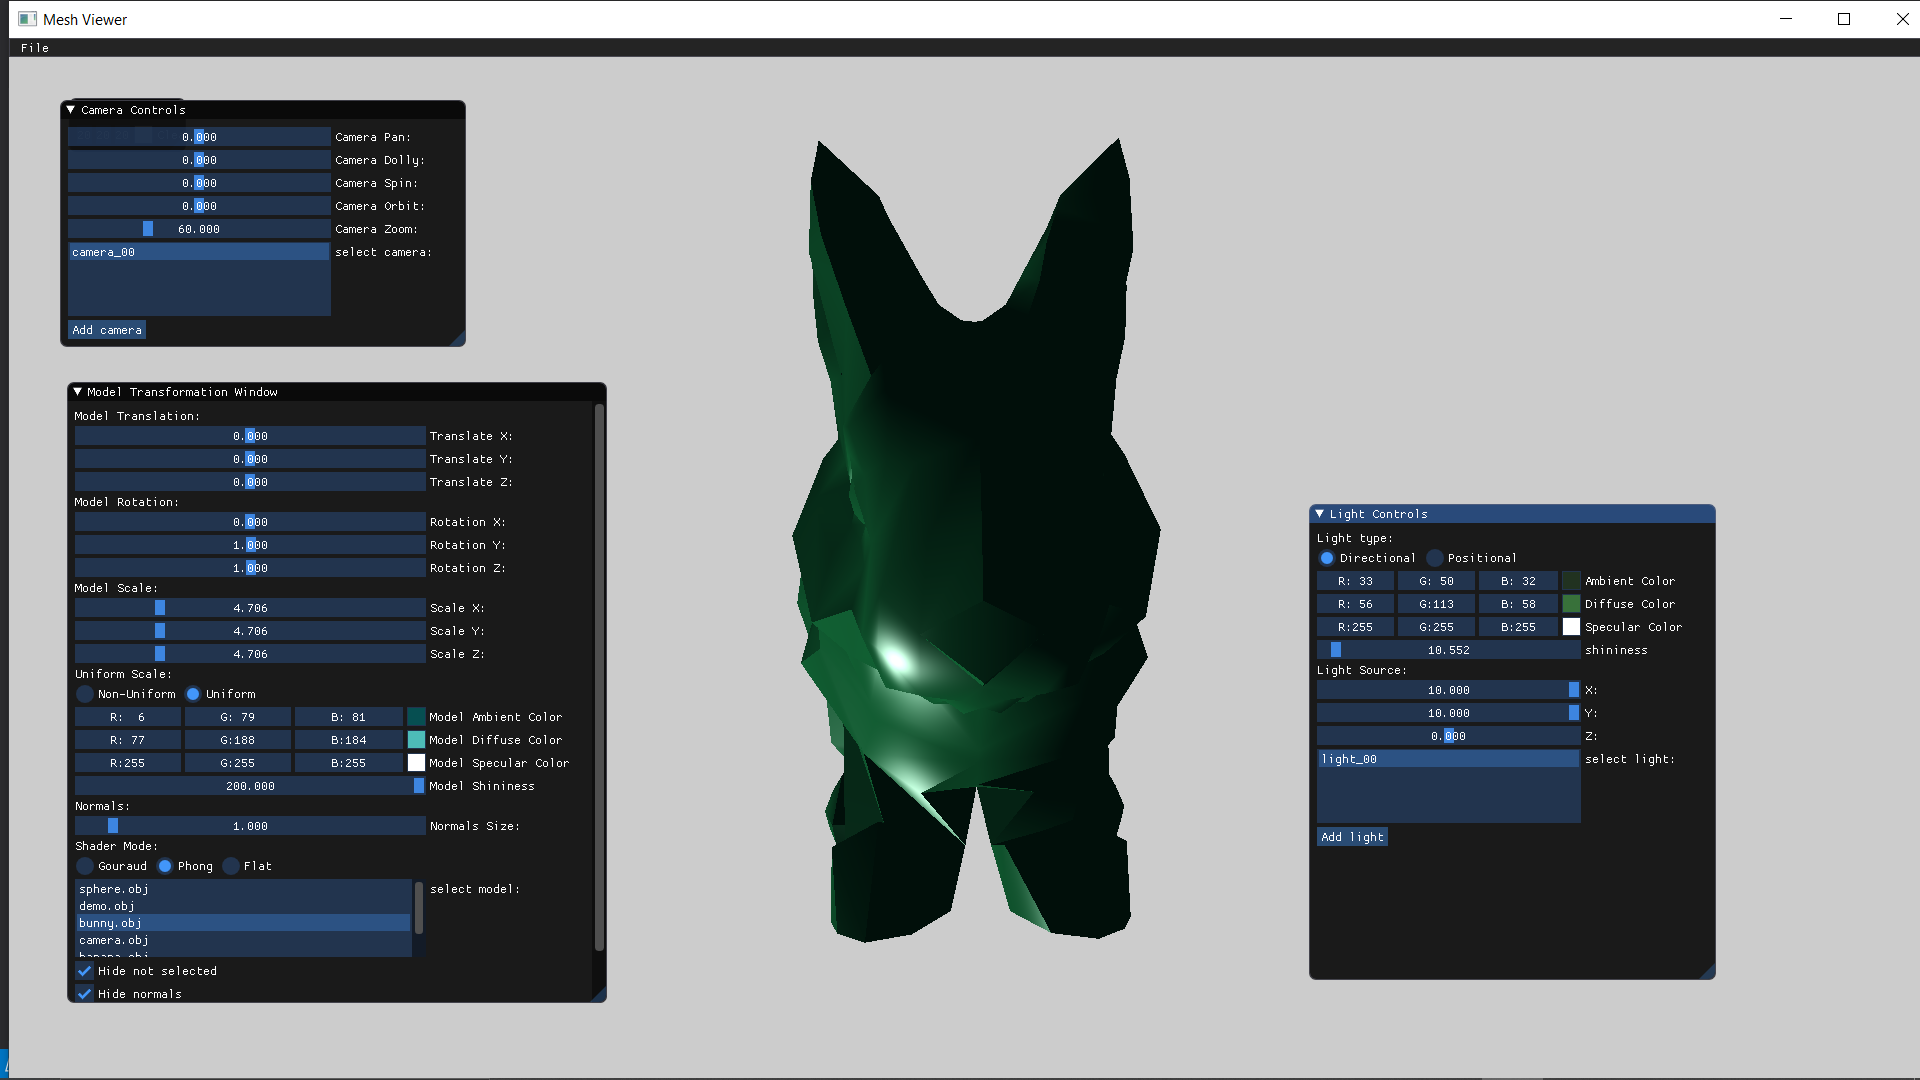 Mesh Viewer
File
Camera Controls
0.000 Camera Pan:
0.000 Camera Dolly:
0.000 Camera Spin:
0.000 Camera Orbit:
60.000 Camera Zoom:
camera_00 select camera:
Add camera
Model Transformation Window
Model Translation:
0.000 Translate X:
0.000 Translate Y:
0.000 Translate Z:
Model Rotation:
0.000 Rotation X:
1.000 Rotation Y:
1.000 Rotation Z:
Model Scale:
4.706 Scale X:
4.706 Scale Y:
4.706 Scale Z:
Uniform Scale:
Non-Uniform Uniform
R: 6 G: 79 B: 81 Model Ambient Color
R: 77 G:188 B:184 Model Diffuse Color
R:255 G:255 B:255 Model Specular Color
200.000 Model Shininess
Normals:
1.000 Normals Size:
Shader Mode:
Gouraud Phong Flat
sphere.obj select model:
demo.obj
bunny.obj
camera.obj
banana.obj
Hide not selected
Hide normals
Light Controls
Light type:
Directional Positional
R: 33 G: 50 B: 32 Ambient Color
R: 56 G:113 B: 58 Diffuse Color
R:255 G:255 B:255 Specular Color
10.552 shininess
Light Source:
10.000 X:
10.000 Y:
0.000 Z:
light_00 select light:
Add light